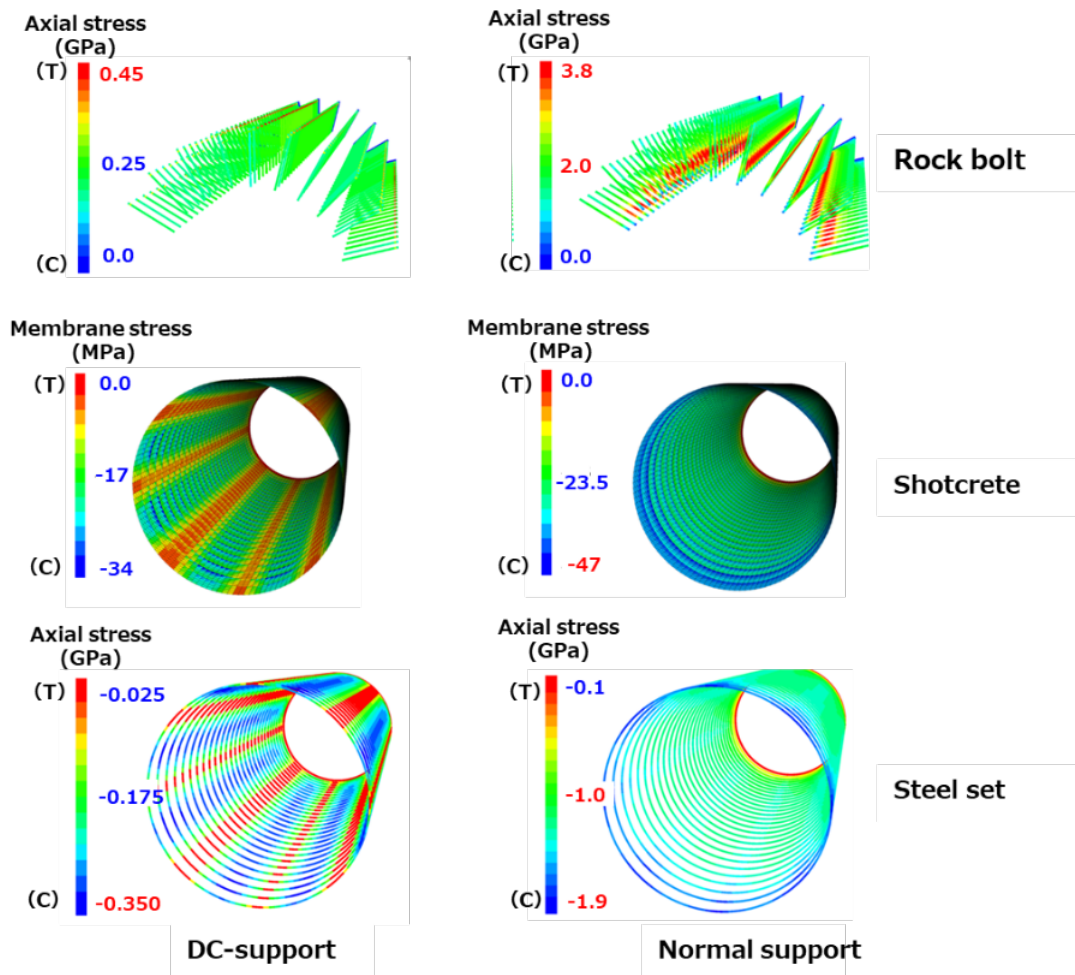 Axial stress
(GPa)
(T)
0.45
0.25
0.0
(C)
Axial stress
(GPa)
(T)
3.8
2.0
0.0
(C)
Rock bolt
Membrane stress
(MPa)
(T)
0.0
-17
-34
(C)
Membrane stress
(MPa)
(T)
0.0
-23.5
-47
(C)
Shotcrete
Axial stress
(GPa)
(T)
-0.025
-0.175
-0.350
(C)
Axial stress
(GPa)
(T)
-0.1
-1.0
-1.9
(C)
Steel set
DC-support
Normal support